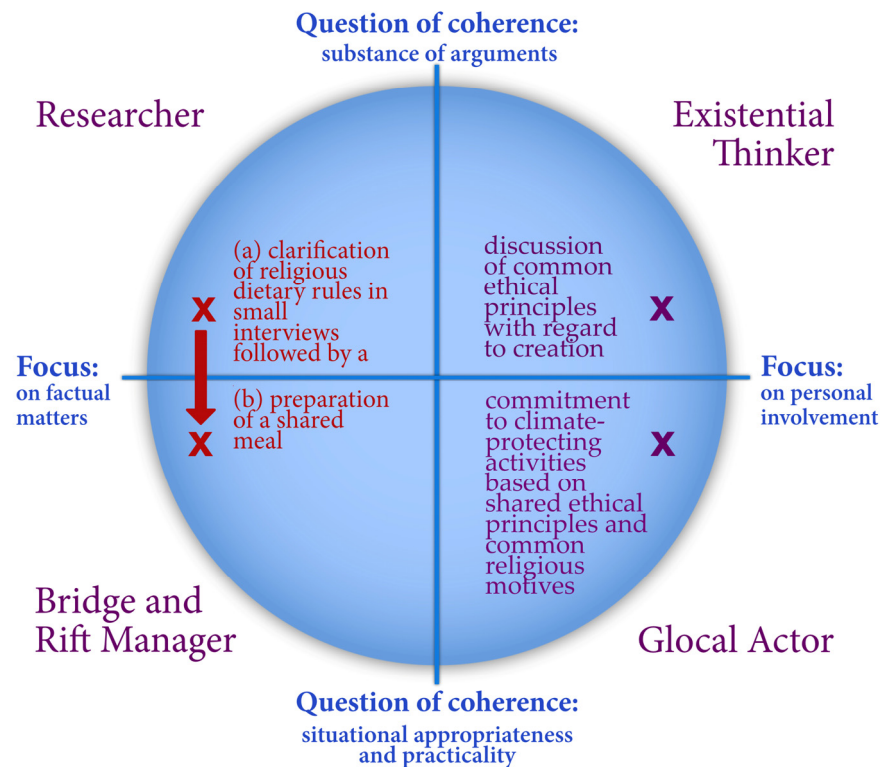 Question of coherence:
substance of arguments
Researcher
Existential
Thinker
(a) clarification
of religious
dietary rules in
small
interviews
followed by a
X
discussion
of common
ethical
principles
with regard
to creation
X
Focus:
on factual
matters
Focus:
on personal
involvement
(b) preparation
of a shared
meal
X
commitment
to climate-
protecting
activities
based on
shared ethical
principles and
common
religious
motives
X
Bridge and
Rift Manager
Glocal Actor
Question of coherence:
situational appropriateness
and practicality